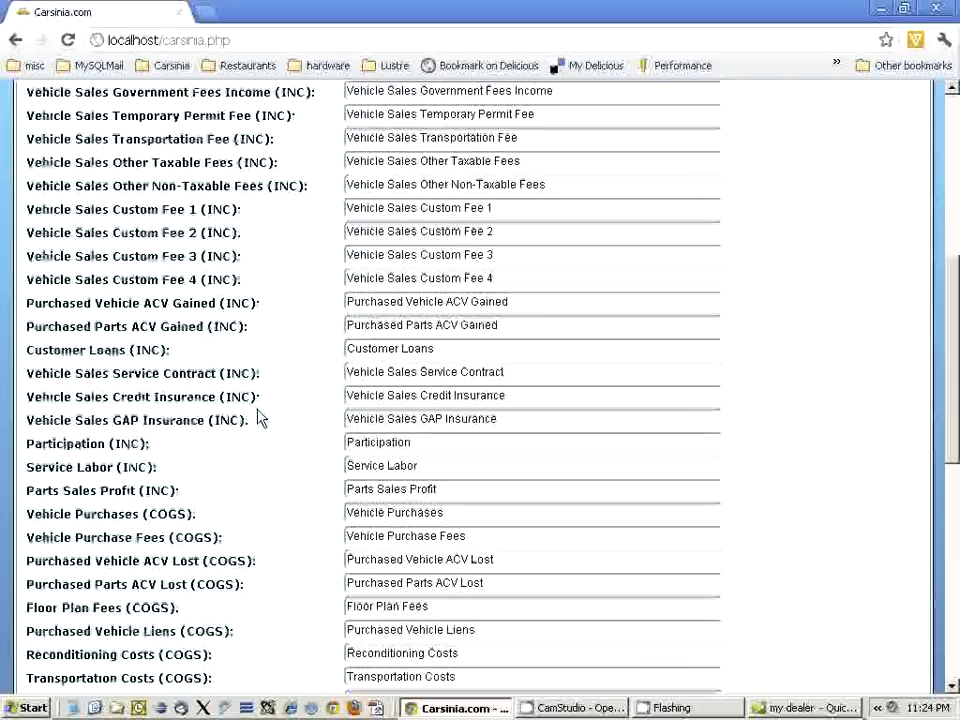 Carsinia.com
localhost/carsinia.php
misc MySQLMail Carsinia Restaurants hardware Lustre Bookmark on Delicious My Delicious Performance » Other bookmarks
Vehicle Sales Government Fees Income (INC): Vehicle Sales Government Fees Income
Vehicle Sales Temporary Permit Fee (INC): Vehicle Sales Temporary Permit Fee
Vehicle Sales Transportation Fee (INC): Vehicle Sales Transportation Fee
Vehicle Sales Other Taxable Fees (INC): Vehicle Sales Other Taxable Fees
Vehicle Sales Other Non-Taxable Fees (INC): Vehicle Sales Other Non-Taxable Fees
Vehicle Sales Custom Fee 1 (INC): Vehicle Sales Custom Fee 1
Vehicle Sales Custom Fee 2 (INC): Vehicle Sales Custom Fee 2
Vehicle Sales Custom Fee 3 (INC): Vehicle Sales Custom Fee 3
Vehicle Sales Custom Fee 4 (INC): Vehicle Sales Custom Fee 4
Purchased Vehicle ACV Gained (INC): Purchased Vehicle ACV Gained
Purchased Parts ACV Gained (INC): Purchased Parts ACV Gained
Customer Loans (INC): Customer Loans
Vehicle Sales Service Contract (INC): Vehicle Sales Service Contract
Vehicle Sales Credit Insurance (INC): Vehicle Sales Credit Insurance
Vehicle Sales GAP Insurance (INC): Vehicle Sales GAP Insurance
Participation (INC): Participation
Service Labor (INC): Service Labor
Parts Sales Profit (INC): Parts Sales Profit
Vehicle Purchases (COGS): Vehicle Purchases
Vehicle Purchase Fees (COGS): Vehicle Purchase Fees
Purchased Vehicle ACV Lost (COGS): Purchased Vehicle ACV Lost
Purchased Parts ACV Lost (COGS): Purchased Parts ACV Lost
Floor Plan Fees (COGS): Floor Plan Fees
Purchased Vehicle Liens (COGS): Purchased Vehicle Liens
Reconditioning Costs (COGS): Reconditioning Costs
Transportation Costs (COGS): Transportation Costs
Start Carsinia.com - ... CamStudio - Ope... Flashing my dealer - Quic... « 11:24 PM